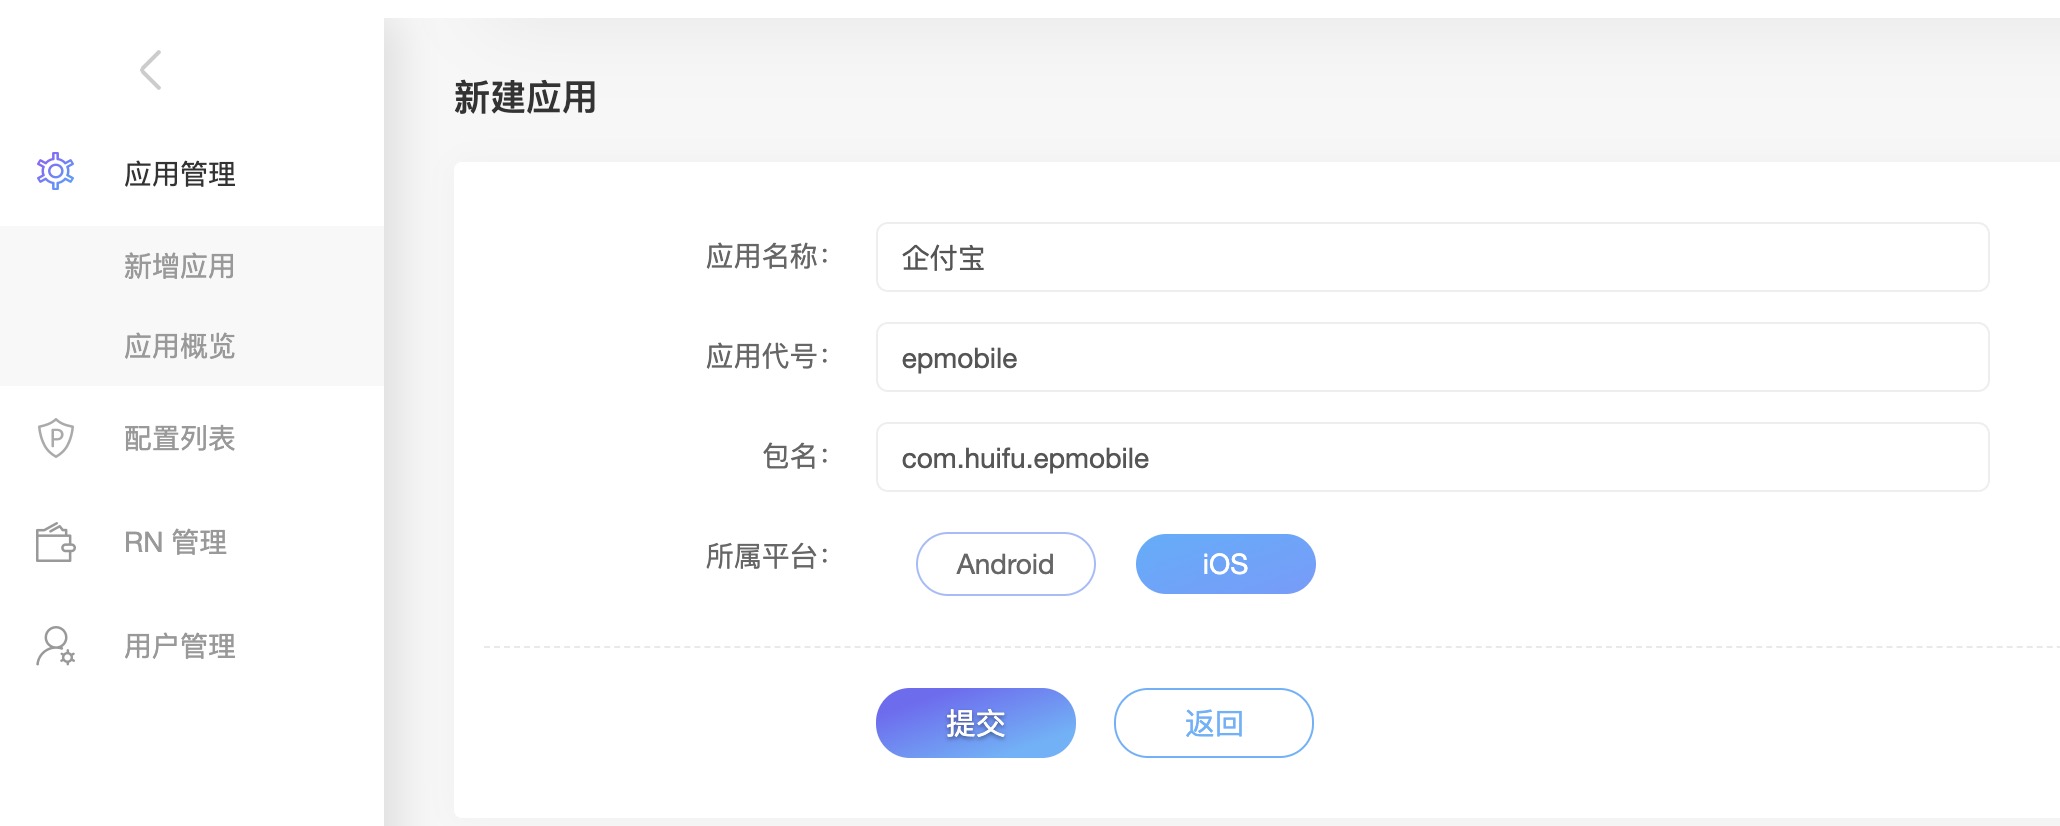 新建应用
应用管理
新增应用
应用概览
P
配置列表
RN 管理
用户管理
应用名称：
企付宝
应用代号：
epmobile
包名：
com.huifu.epmobile
所属平台：
Android
iOS
提交
返回